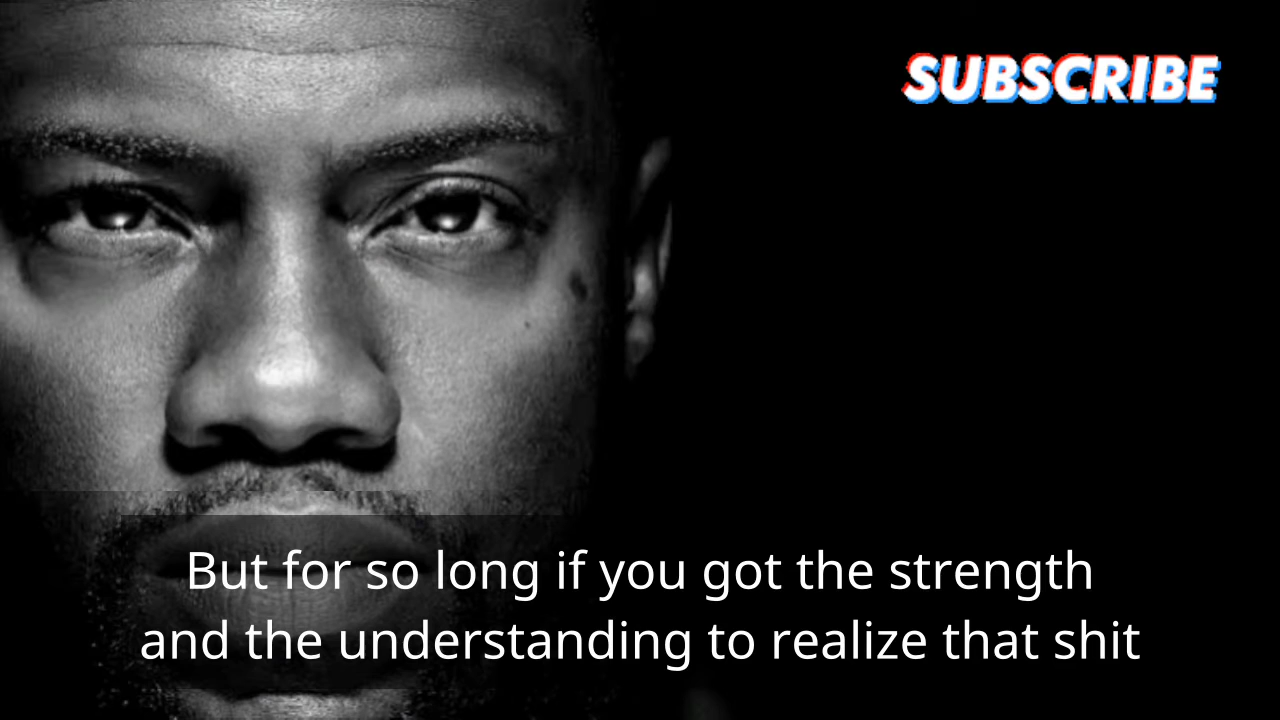 SUBSCRIBE
But for so long if you got the strength
and the understanding to realize that shit